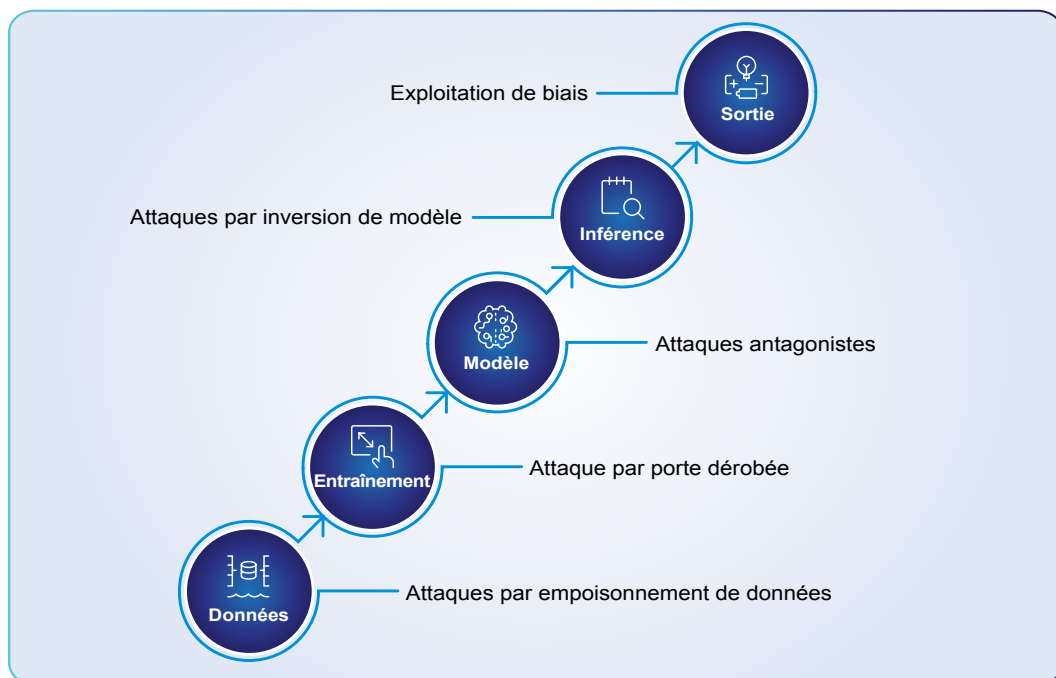 Exploitation de biais
Sortie
Attaques par inversion de modèle
Inférence
Modèle
Attaques antagonistes
Entraînement
Attaque par porte dérobée
Données
Attaques par empoisonnement de données